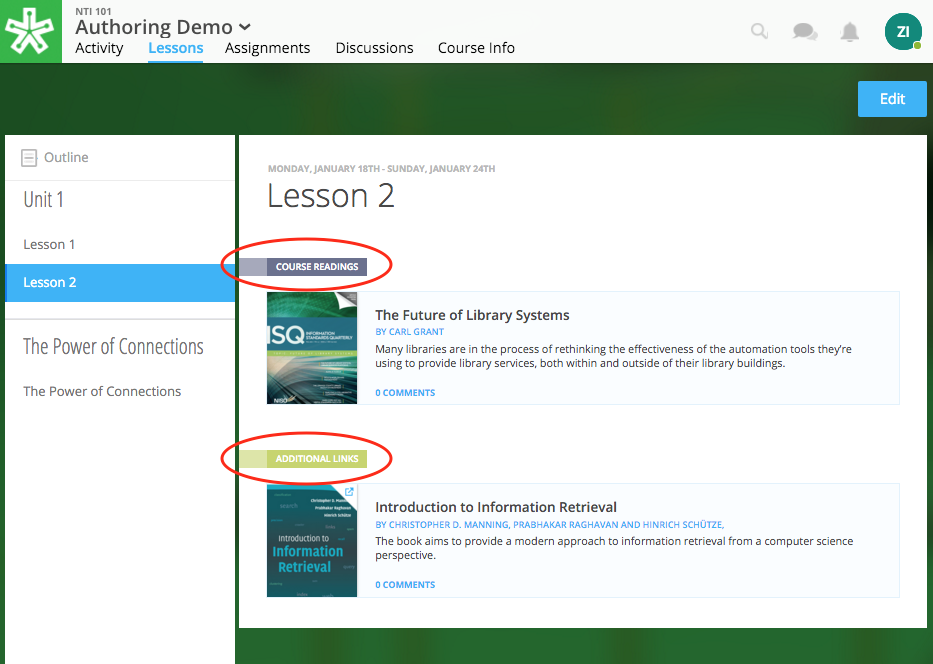 NTI 101
Authoring Demo
Activity
Lessons
Assignments
Discussions
Course Info
ZI
Edit
Outline
Unit 1
Lesson 1
Lesson 2
The Power of Connections
The Power of Connections
MONDAY, JANUARY 18TH - SUNDAY, JANUARY 24TH
Lesson 2
COURSE READINGS
ISQ
INFORMATION
STANDARDS QUARTERLY
NISO
The Future of Library Systems
BY CARL GRANT
Many libraries are in the process of rethinking the effectiveness of the automation tools they're
using to provide library services, both within and outside of their library buildings.
0 COMMENTS
ADDITIONAL LINKS
Christopher D.
Prabhakar Raghavan
Hinrich Schütze
search
Introduction to
Information
Retrieval
Introduction to Information Retrieval
BY CHRISTOPHER D. MANNING, PRABHAKAR RAGHAVAN AND HINRICH SCHÜTZE,
The book aims to provide a modern approach to information retrieval from a computer science
perspective.
0 COMMENTS